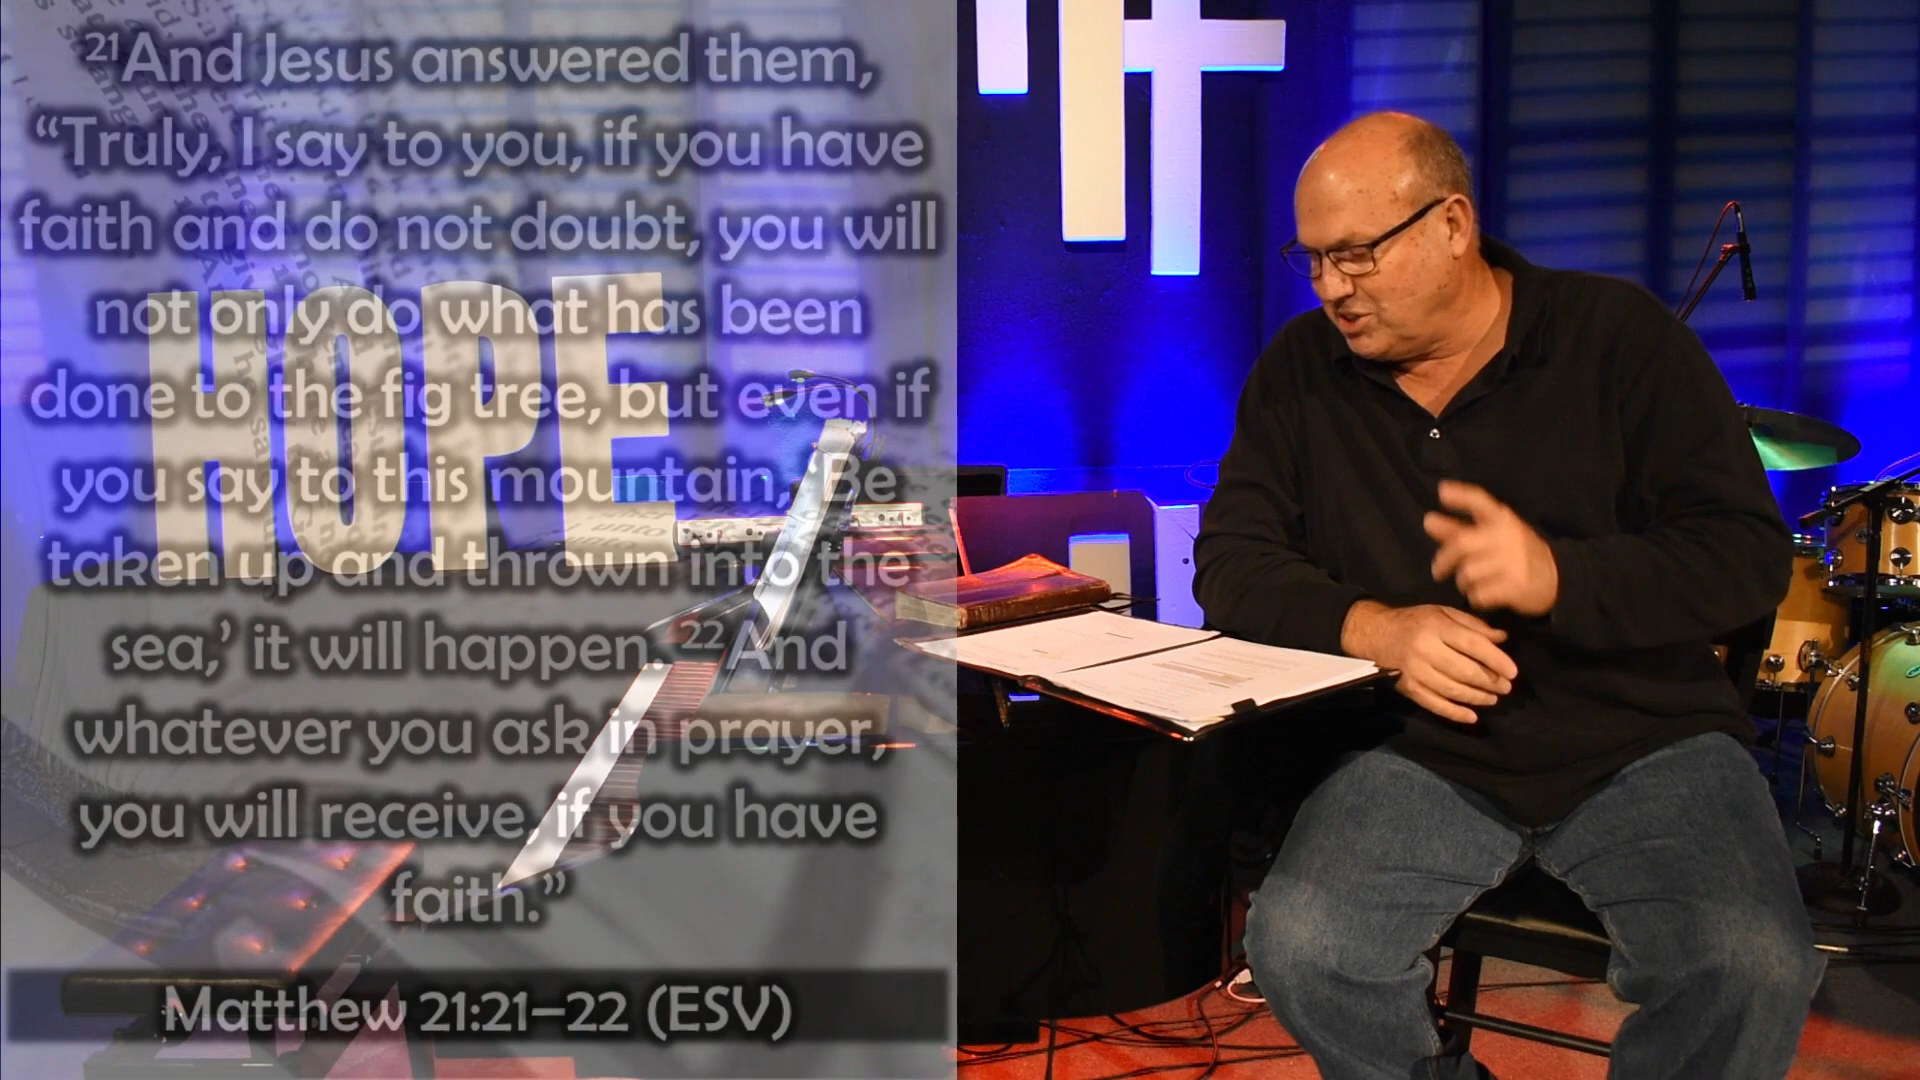 ²¹And Jesus answered them,
“Truly, I say to you, if you have
faith and do not doubt, you will
not only do what has been
done to the fig tree, but even if
you say to this mountain, ‘Be
taken up and thrown into the
sea,’ it will happen. ²²And
whatever you ask in prayer,
you will receive, if you have
faith.”
Matthew 21:21–22 (ESV)
HOPE